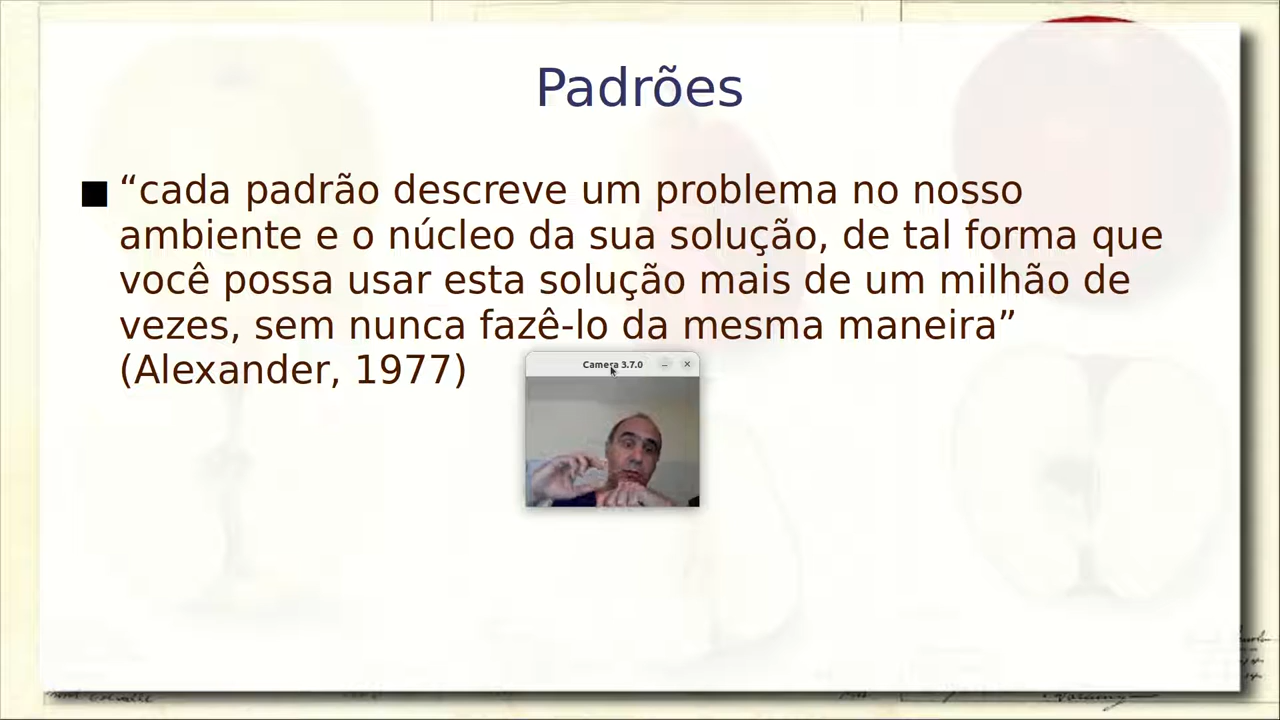 Padrões
“cada padrão descreve um problema no nosso
ambiente e o núcleo da sua solução, de tal forma que
você possa usar esta solução mais de um milhão de
vezes, sem nunca fazê-lo da mesma maneira”
(Alexander, 1977)
Camera 3.7.0